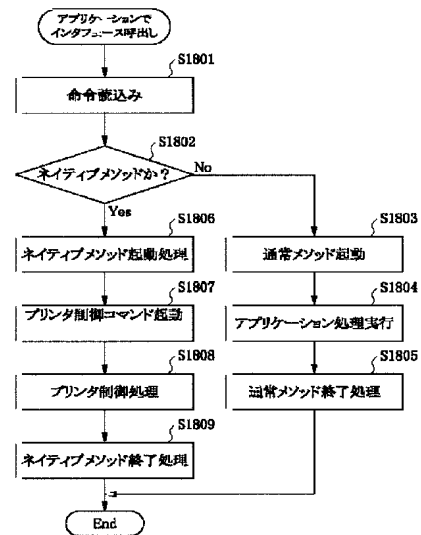 アプリケーションで
インタフェース呼出し
S1801
命令読込み
S1802
ネイティブメソッドか？
No
Yes
S1806
ネイティブメソッド起動処理
S1803
通常メソッド起動
S1807
プリンタ制御コマンド起動
S1804
アプリケーション処理実行
S1808
プリンタ制御処理
S1805
通常メソッド終了処理
S1809
ネイティブメソッド終了処理
End